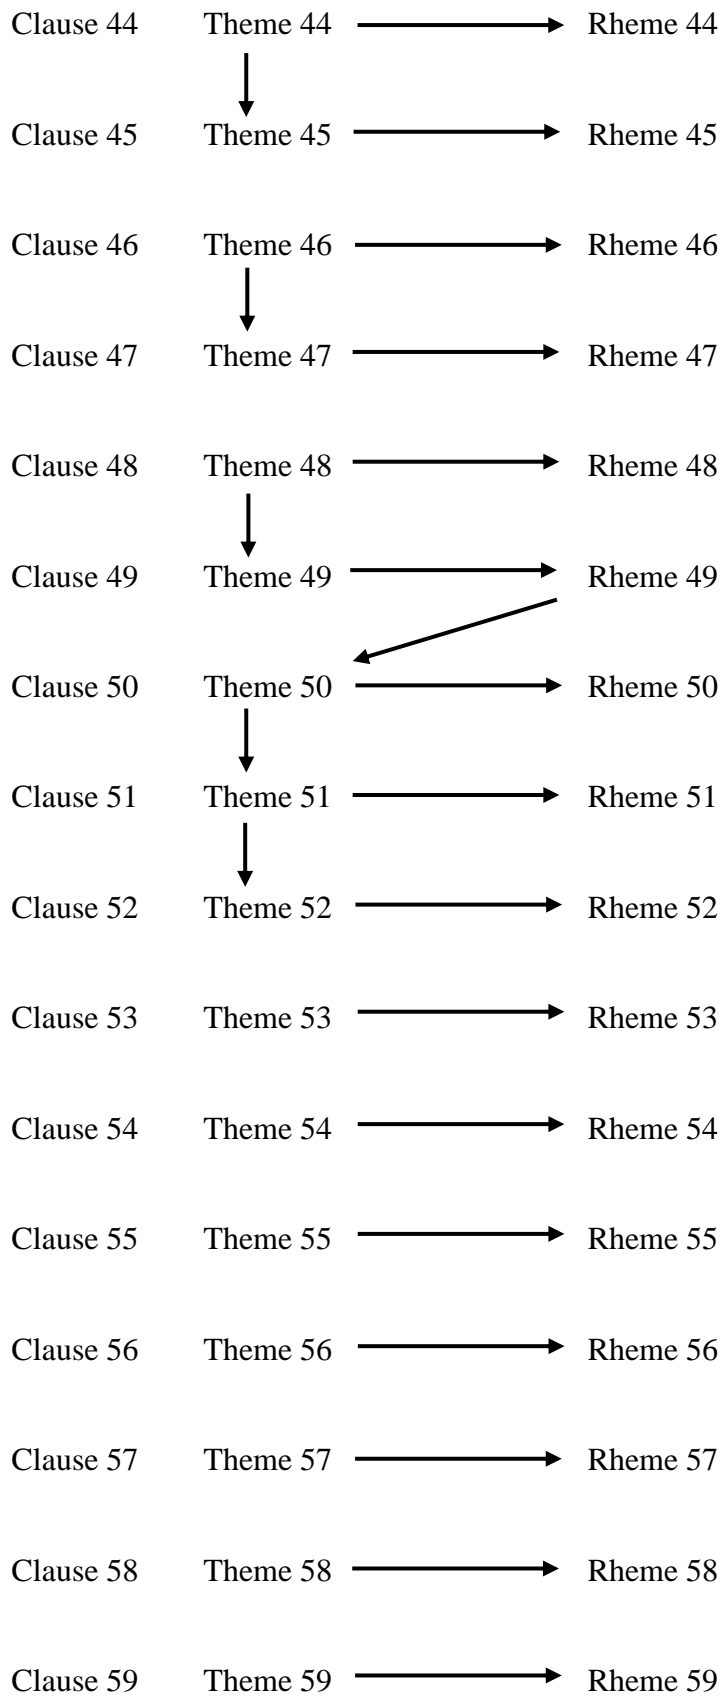 Clause 44 Theme 44 Rheme 44
Clause 45 Theme 45 Rheme 45
Clause 46 Theme 46 Rheme 46
Clause 47 Theme 47 Rheme 47
Clause 48 Theme 48 Rheme 48
Clause 49 Theme 49 Rheme 49
Clause 50 Theme 50 Rheme 50
Clause 51 Theme 51 Rheme 51
Clause 52 Theme 52 Rheme 52
Clause 53 Theme 53 Rheme 53
Clause 54 Theme 54 Rheme 54
Clause 55 Theme 55 Rheme 55
Clause 56 Theme 56 Rheme 56
Clause 57 Theme 57 Rheme 57
Clause 58 Theme 58 Rheme 58
Clause 59 Theme 59 Rheme 59